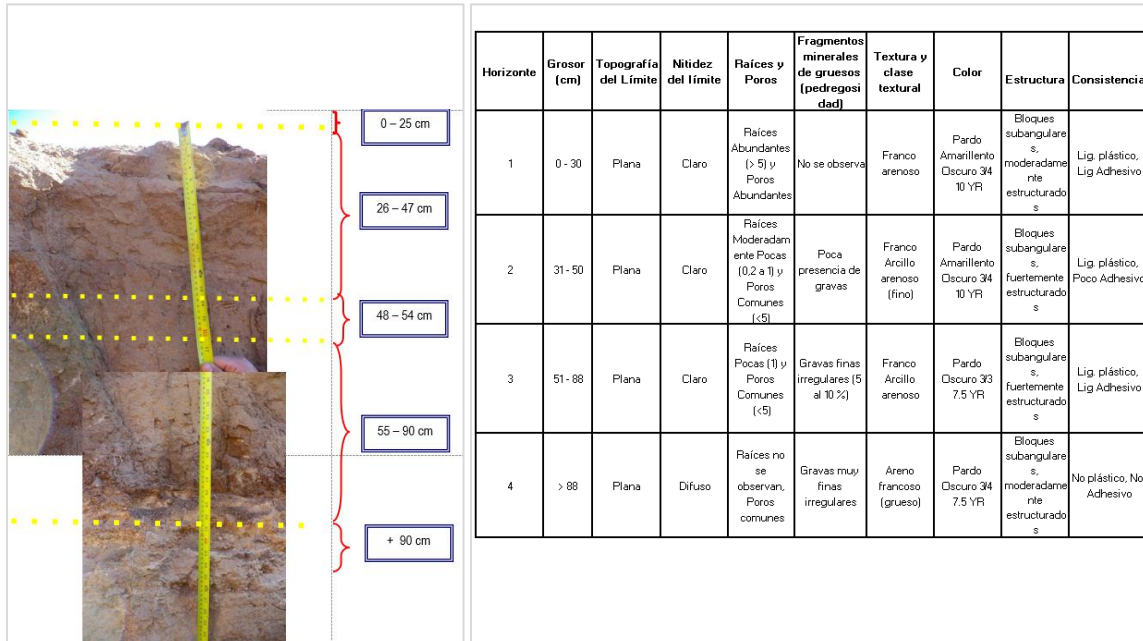 0 – 25 cm
26 – 47 cm
48 – 54 cm
55 – 90 cm
+ 90 cm
Horizonte
Grosor
(cm)
Topografía
del Límite
Nitidez
del límite
Raíces y
Poros
Fragmentos
minerales
de gruesos
(pedregosi
dad)
Textura y
clase
textural
Color
Estructura
Consistencia
1
0 - 30
Plana
Claro
Raíces
Abundantes
(> 5) y
Poros
Abundantes
No se observa
Franco
arenoso
Pardo
Amarillento
Oscuro 3/4
10 YR
Bloques
subangulare
s,
moderadame
nte
estructurado
s
Lig. plástico,
Lig Adhesivo
2
31 - 50
Plana
Claro
Raíces
Moderadam
ente Pocas
(0,2 a 1) y
Poros
Comunes
(<5)
Poca
presencia de
gravas
Franco
Arcillo
arenoso
(fino)
Pardo
Amarillento
Oscuro 3/4
10 YR
Bloques
subangulare
s,
fuertemente
estructurado
s
Lig. plástico,
Poco Adhesivo
3
51 - 88
Plana
Claro
Raíces
Pocas (1) y
Poros
Comunes
(<5)
Gravas finas
irregulares (5
al 10 %)
Franco
Arcillo
arenoso
Pardo
Oscuro 3/3
7.5 YR
Bloques
subangulare
s,
fuertemente
estructurado
s
Lig. plástico,
Lig Adhesivo
4
> 88
Plana
Difuso
Raíces no
se
observan,
Poros
comunes
Gravas muy
finas
irregulares
Areno
francoso
(grueso)
Pardo
Oscuro 3/4
7.5 YR
Bloques
subangulare
s,
moderadame
nte
estructurado
s
No plástico, No
Adhesivo